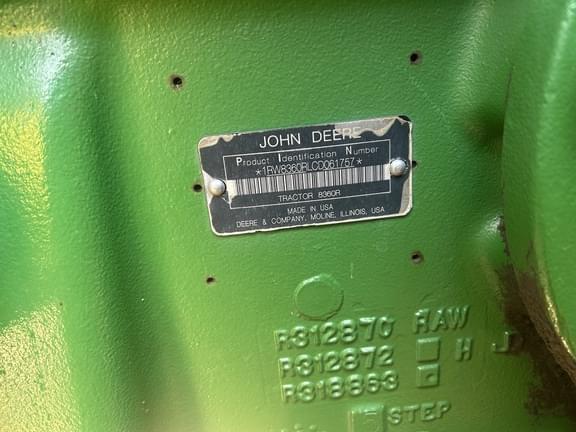 JOHN DEERE
Product Identification Number
*1RW8360RLCD061757*
TRACTOR 8360R
MADE IN USA
DEERE & COMPANY, MOLINE, ILLINOIS, USA
R312870 RAW
R312872 H JD
R318863
STEP